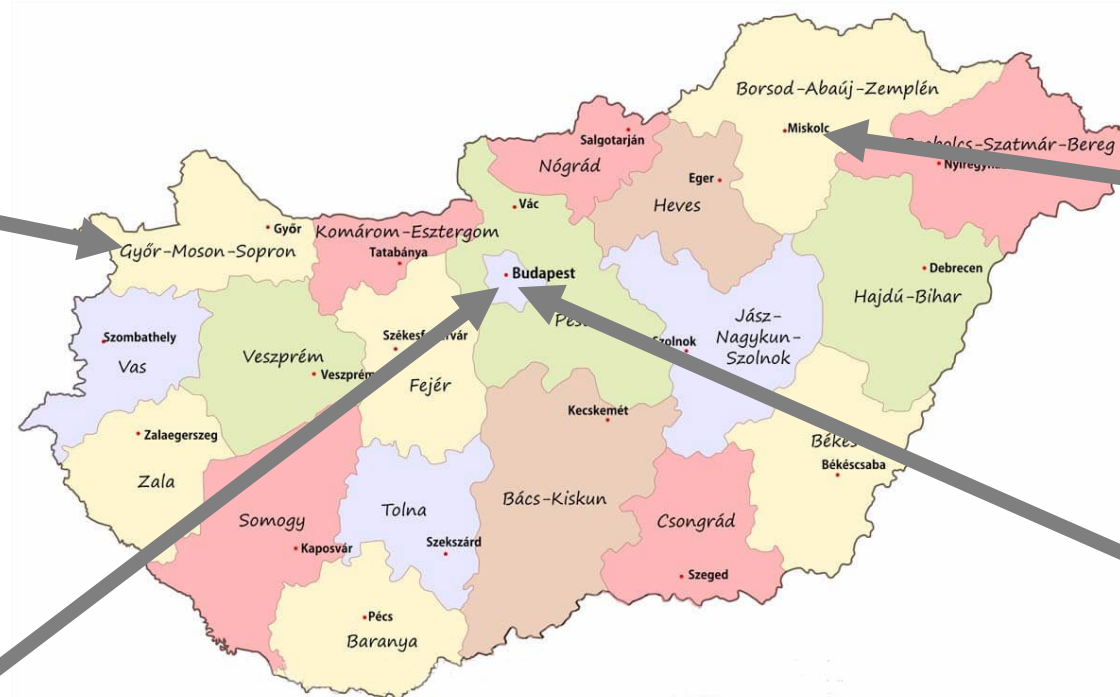 Borsod-Abaúj-Zemplén
Miskolc
Salgotarján
Nógrád
Eger
Heves
Vác
Győr
Győr-Moson-Sopron
Komárom-Esztergom
Tatabánya
Budapest
Debrecen
Hajdú-Bihar
Jász-
Nagykun-
Szolnok
Szombathely
Vas
Veszprém
Veszprém
Fejér
Kecskemét
Zalaegerszeg
Zala
Békéscsaba
Bács-Kiskun
Csongrád
Tolna
Somogy
Szekszárd
Kaposvár
Szeged
Pécs
Baranya